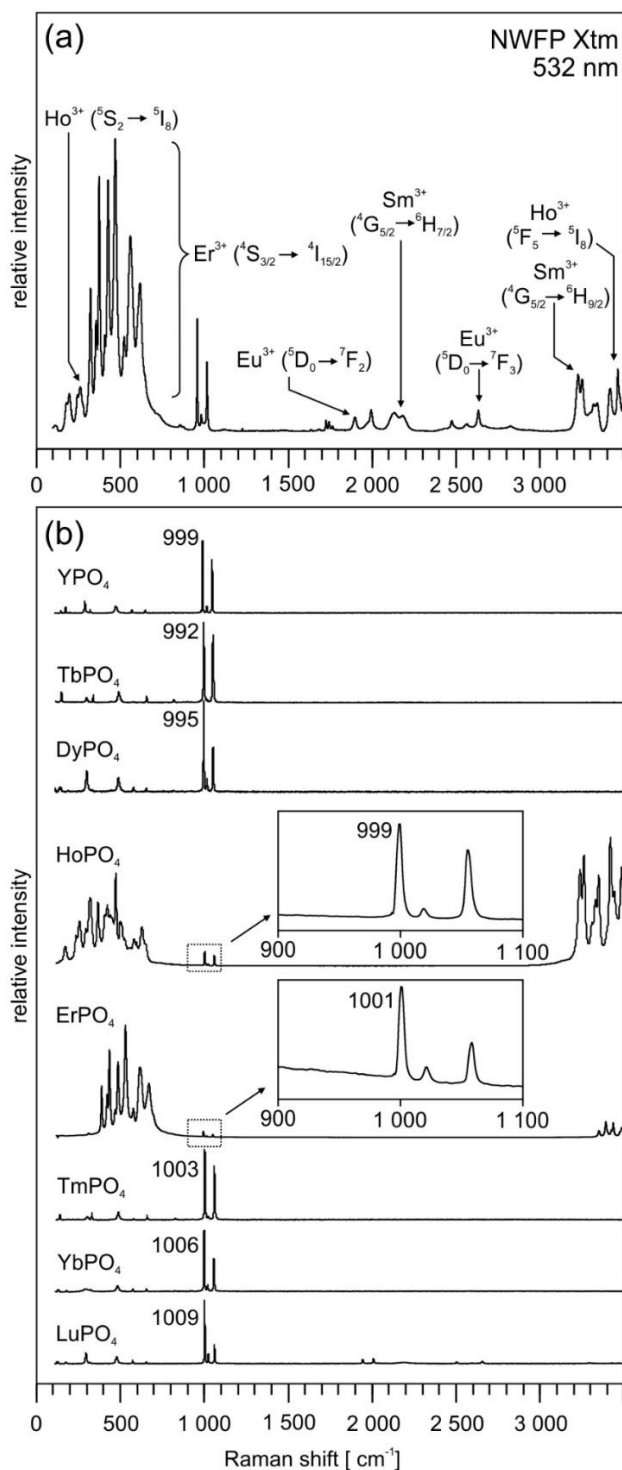 (a)
NWFP Xtm
532 nm
Ho³⁺ (⁵S₂ → ⁵I₈)
Er³⁺ (⁴S₃/₂ → ⁴I₁₅/₂)
Sm³⁺
(⁴G₅/₂→⁶H₇/₂)
Ho³⁺
(⁵F₅ → ⁵I₈)
Sm³⁺
(⁴G₅/₂→⁶H₉/₂)
Eu³⁺ (⁵D₀→⁷F₂)
Eu³⁺
(⁵D₀→⁷F₃)
relative intensity
0 500 1 000 1 500 2 000 2 500 3 000
(b)
999
YPO₄
992
TbPO₄
995
DyPO₄
HoPO₄
999
900 1 000 1 100
ErPO₄
1001
900 1 000 1 100
1003
TmPO₄
1006
YbPO₄
1009
LuPO₄
relative intensity
0 500 1 000 1 500 2 000 2 500 3 000
Raman shift [ cm⁻¹]